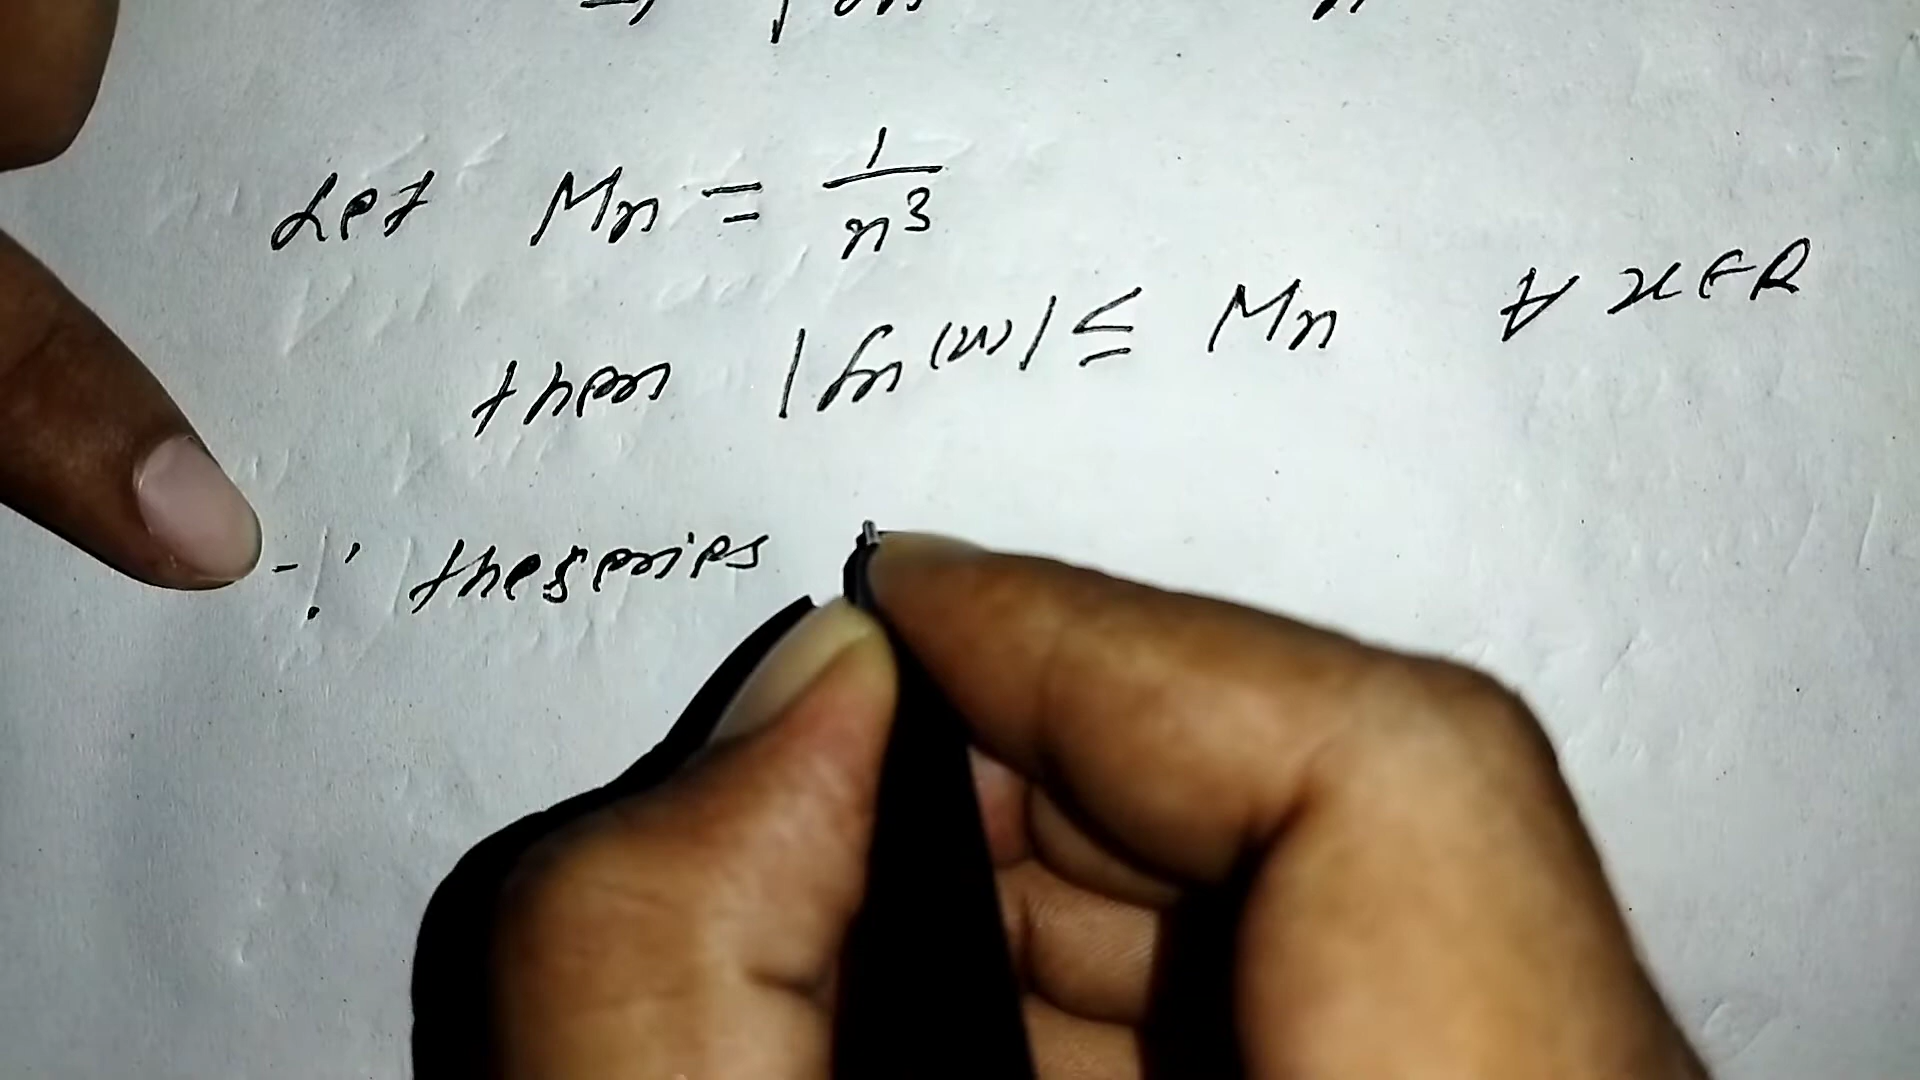 Let Mn = 1/n³
then |fn(x)| ≤ Mn ∀ x ∈ R
∵ the series